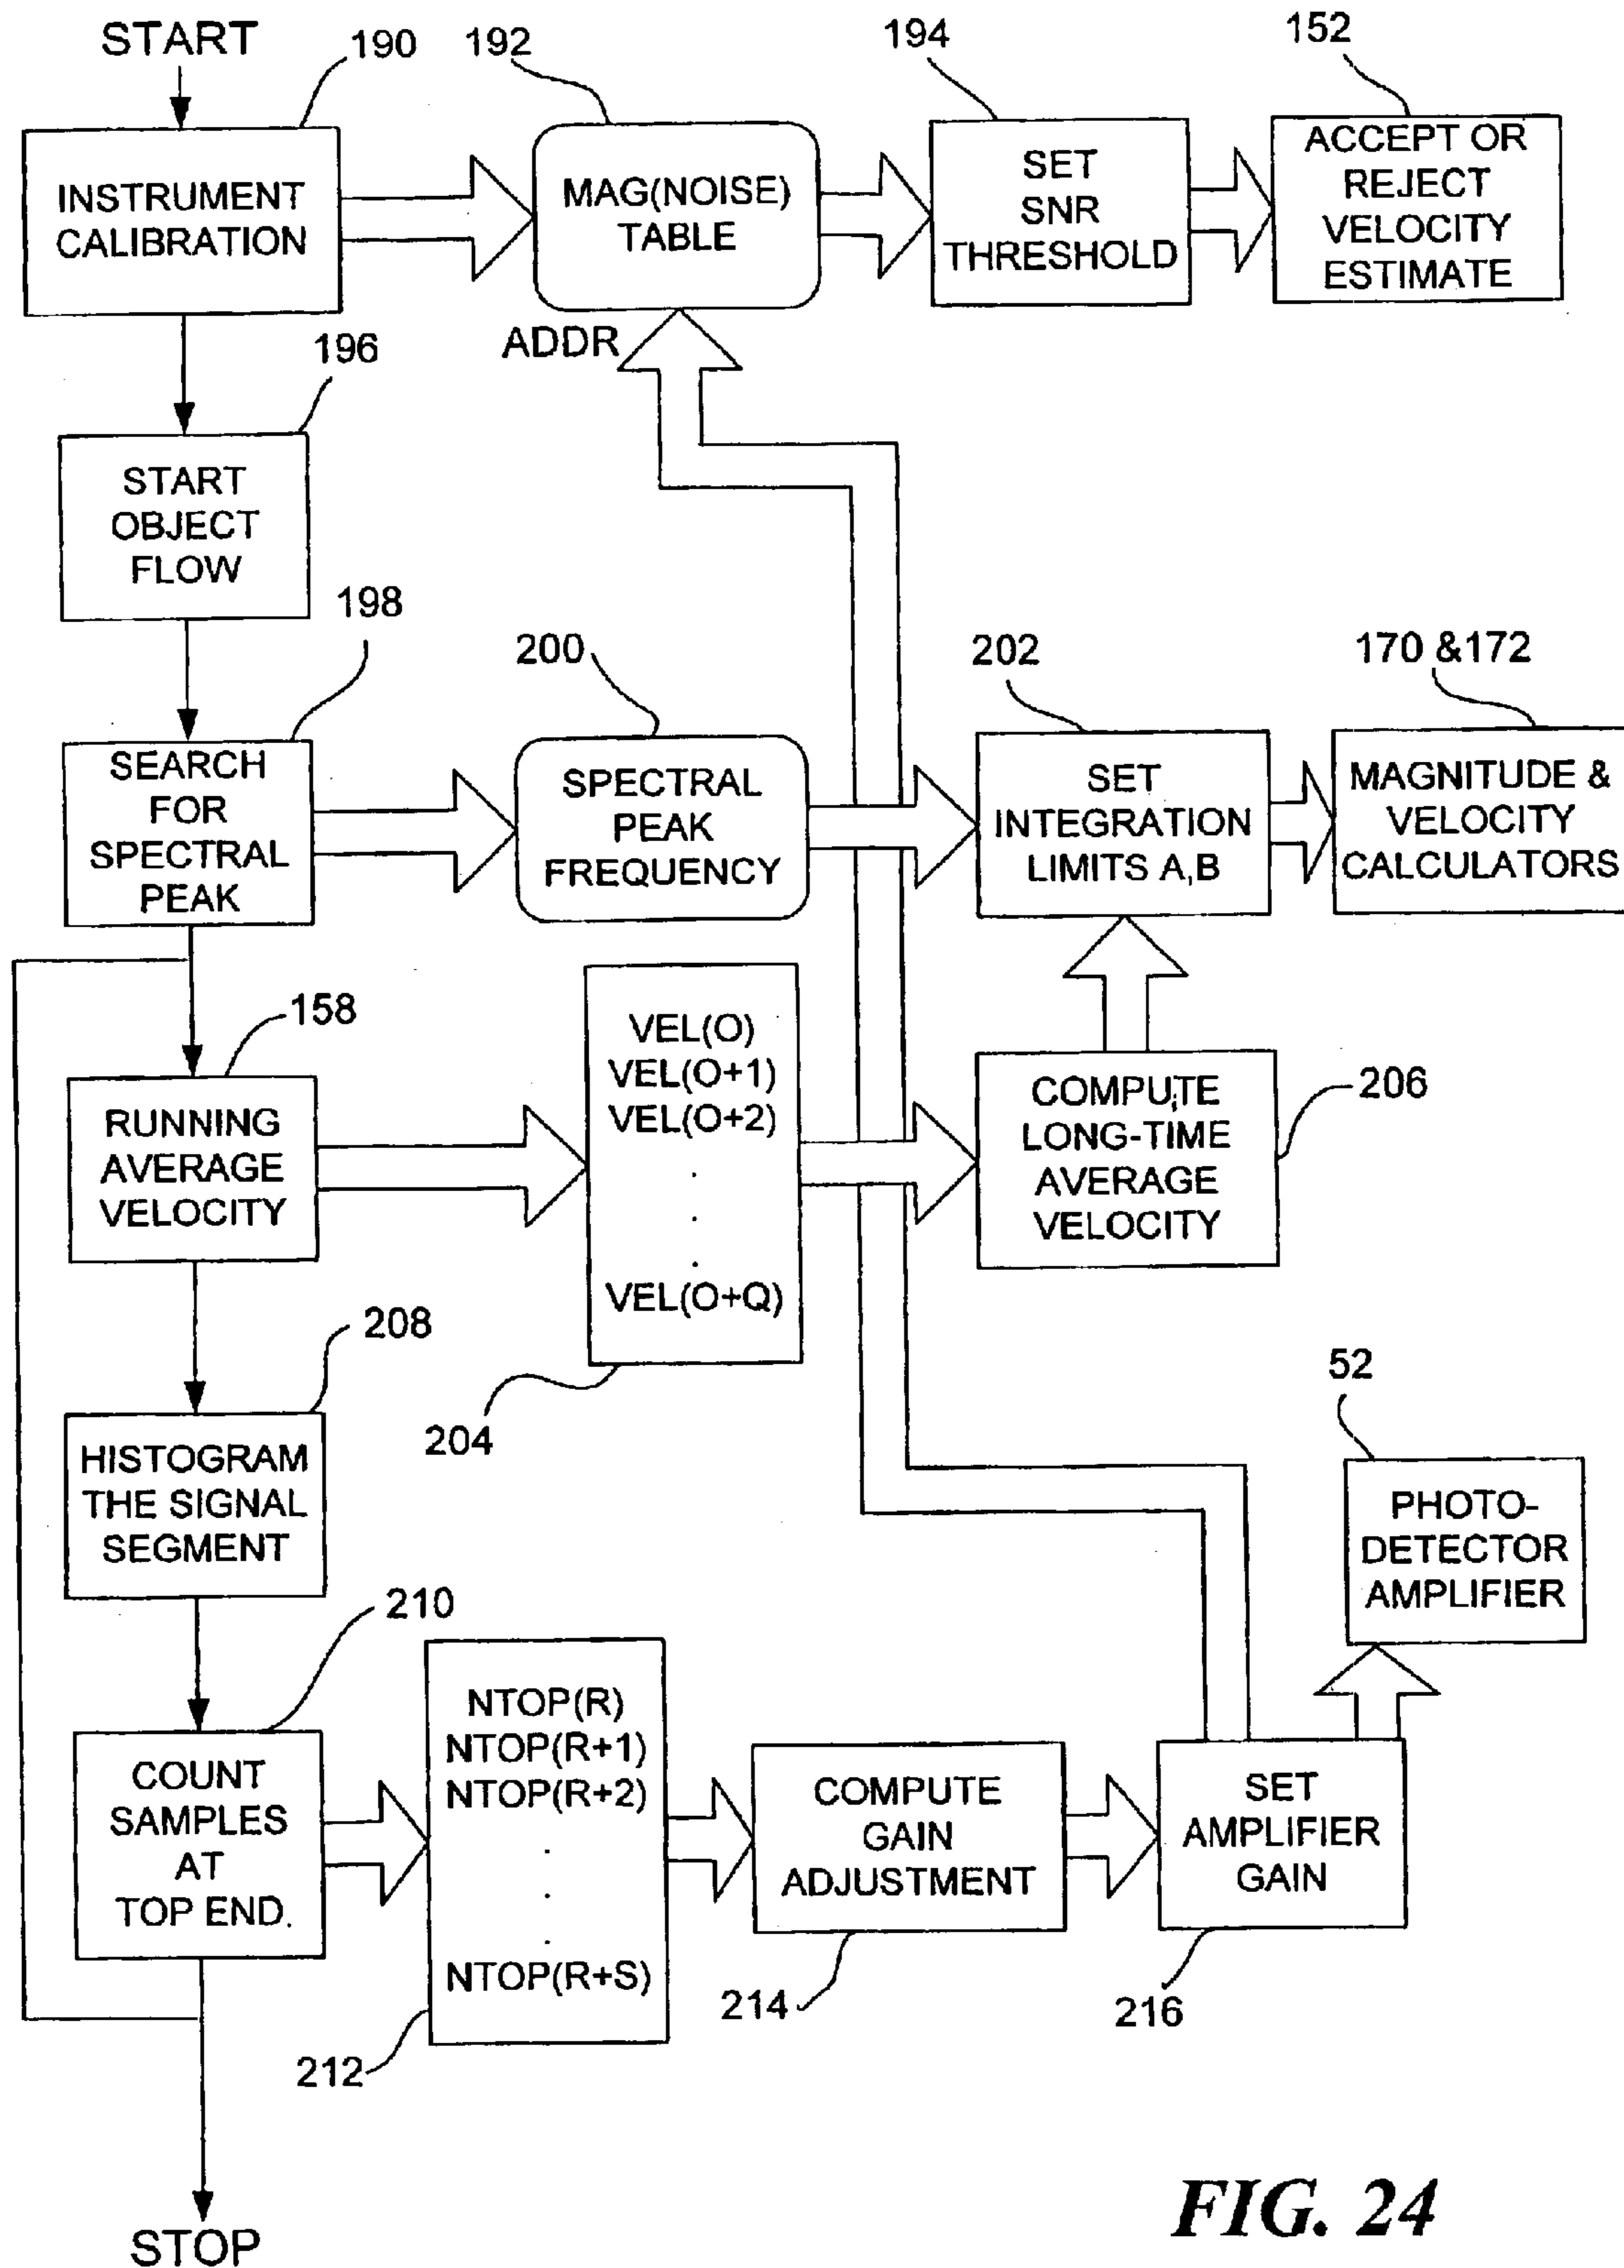 START
190
192
194
152
INSTRUMENT
CALIBRATION
MAG(NOISE)
TABLE
SET
SNR
THRESHOLD
ACCEPT OR
REJECT
VELOCITY
ESTIMATE
ADDR
196
START
OBJECT
FLOW
198
200
202
170 &172
SEARCH
FOR
SPECTRAL
PEAK
SPECTRAL
PEAK
FREQUENCY
SET
INTEGRATION
LIMITS A,B
MAGNITUDE &
VELOCITY
CALCULATORS
158
RUNNING
AVERAGE
VELOCITY
VEL(O)
VEL(O+1)
VEL(O+2)
.
.
.
VEL(O+Q)
204
COMPUTE
LONG-TIME
AVERAGE
VELOCITY
206
208
HISTOGRAM
THE SIGNAL
SEGMENT
52
PHOTO-
DETECTOR
AMPLIFIER
210
COUNT
SAMPLES
AT
TOP END.
NTOP(R)
NTOP(R+1)
NTOP(R+2)
.
.
.
NTOP(R+S)
212
COMPUTE
GAIN
ADJUSTMENT
214
SET
AMPLIFIER
GAIN
216
STOP
FIG. 24